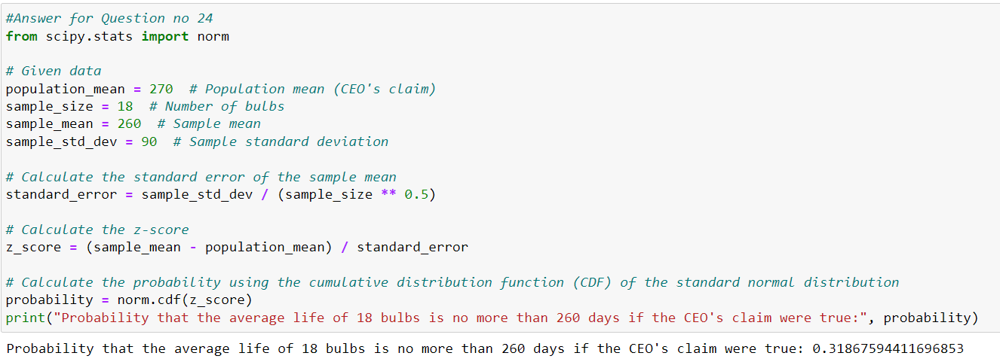 #Answer for Question no 24
from scipy.stats import norm
# Given data
population_mean = 270  # Population mean (CEO's claim)
sample_size = 18  # Number of bulbs
sample_mean = 260  # Sample mean
sample_std_dev = 90  # Sample standard deviation
# Calculate the standard error of the sample mean
standard_error = sample_std_dev / (sample_size ** 0.5)
# Calculate the z-score
z_score = (sample_mean - population_mean) / standard_error
# Calculate the probability using the cumulative distribution function (CDF) of the standard normal distribution
probability = norm.cdf(z_score)
print("Probability that the average life of 18 bulbs is no more than 260 days if the CEO's claim were true:", probability)
Probability that the average life of 18 bulbs is no more than 260 days if the CEO's claim were true: 0.31867594411696853